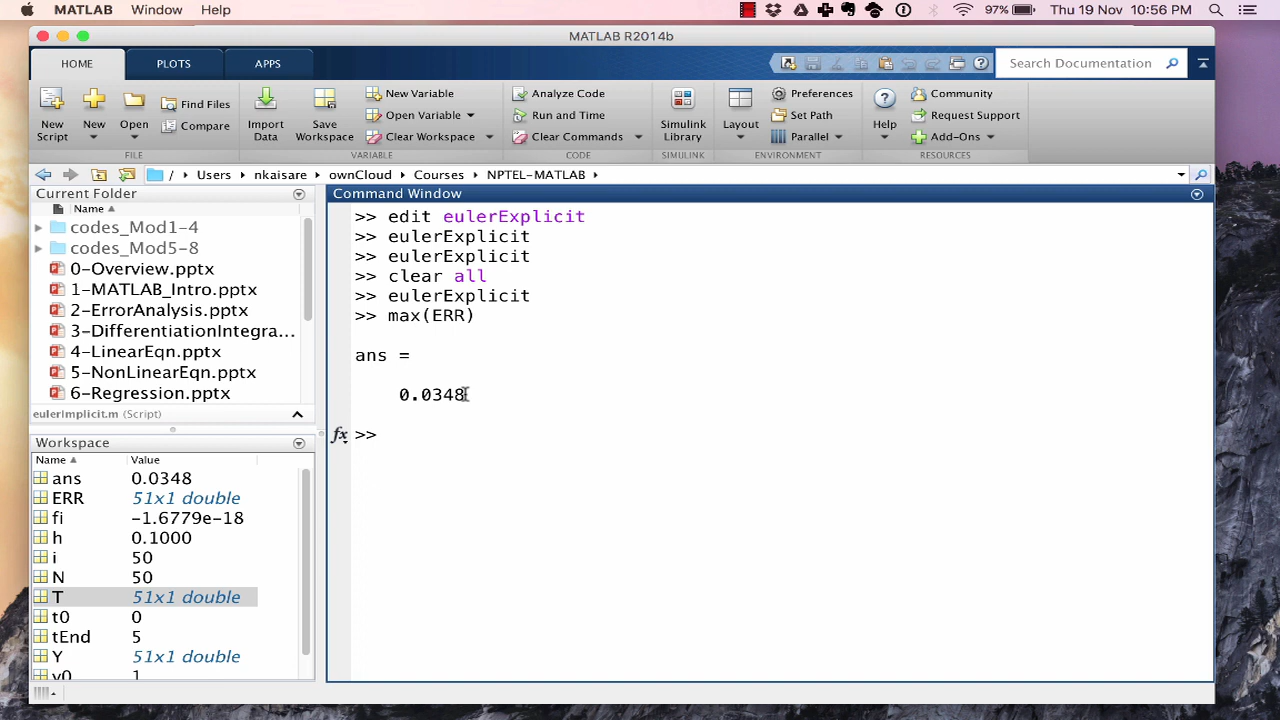 MATLAB Window Help 97% Thu 19 Nov 10:56 PM
MATLAB R2014b
HOME PLOTS APPS Search Documentation
New Script
New
Open
Find Files
Compare
FILE
Import Data
Save Workspace
New Variable
Open Variable
Clear Workspace
VARIABLE
Analyze Code
Run and Time
Clear Commands
CODE
Simulink Library
SIMULINK
Layout
Preferences
Set Path
Parallel
ENVIRONMENT
Help
Community
Request Support
Add-Ons
RESOURCES
/ Users nkaisare ownCloud Courses NPTEL-MATLAB
Current Folder
Name
codes_Mod1-4
codes_Mod5-8
0-Overview.pptx
1-MATLAB_Intro.pptx
2-ErrorAnalysis.pptx
3-DifferentiationIntegra...
4-LinearEqn.pptx
5-NonLinearEqn.pptx
6-Regression.pptx
eulerImplicit.m (Script)
Workspace
Name Value
ans 0.0348
ERR 51x1 double
fi -1.6779e-18
h 0.1000
i 50
N 50
T 51x1 double
t0 0
tEnd 5
Y 51x1 double
y0 1
Command Window
>> edit eulerExplicit
>> eulerExplicit
>> eulerExplicit
>> clear all
>> eulerExplicit
>> max(ERR)
ans =
0.0348
fx >>